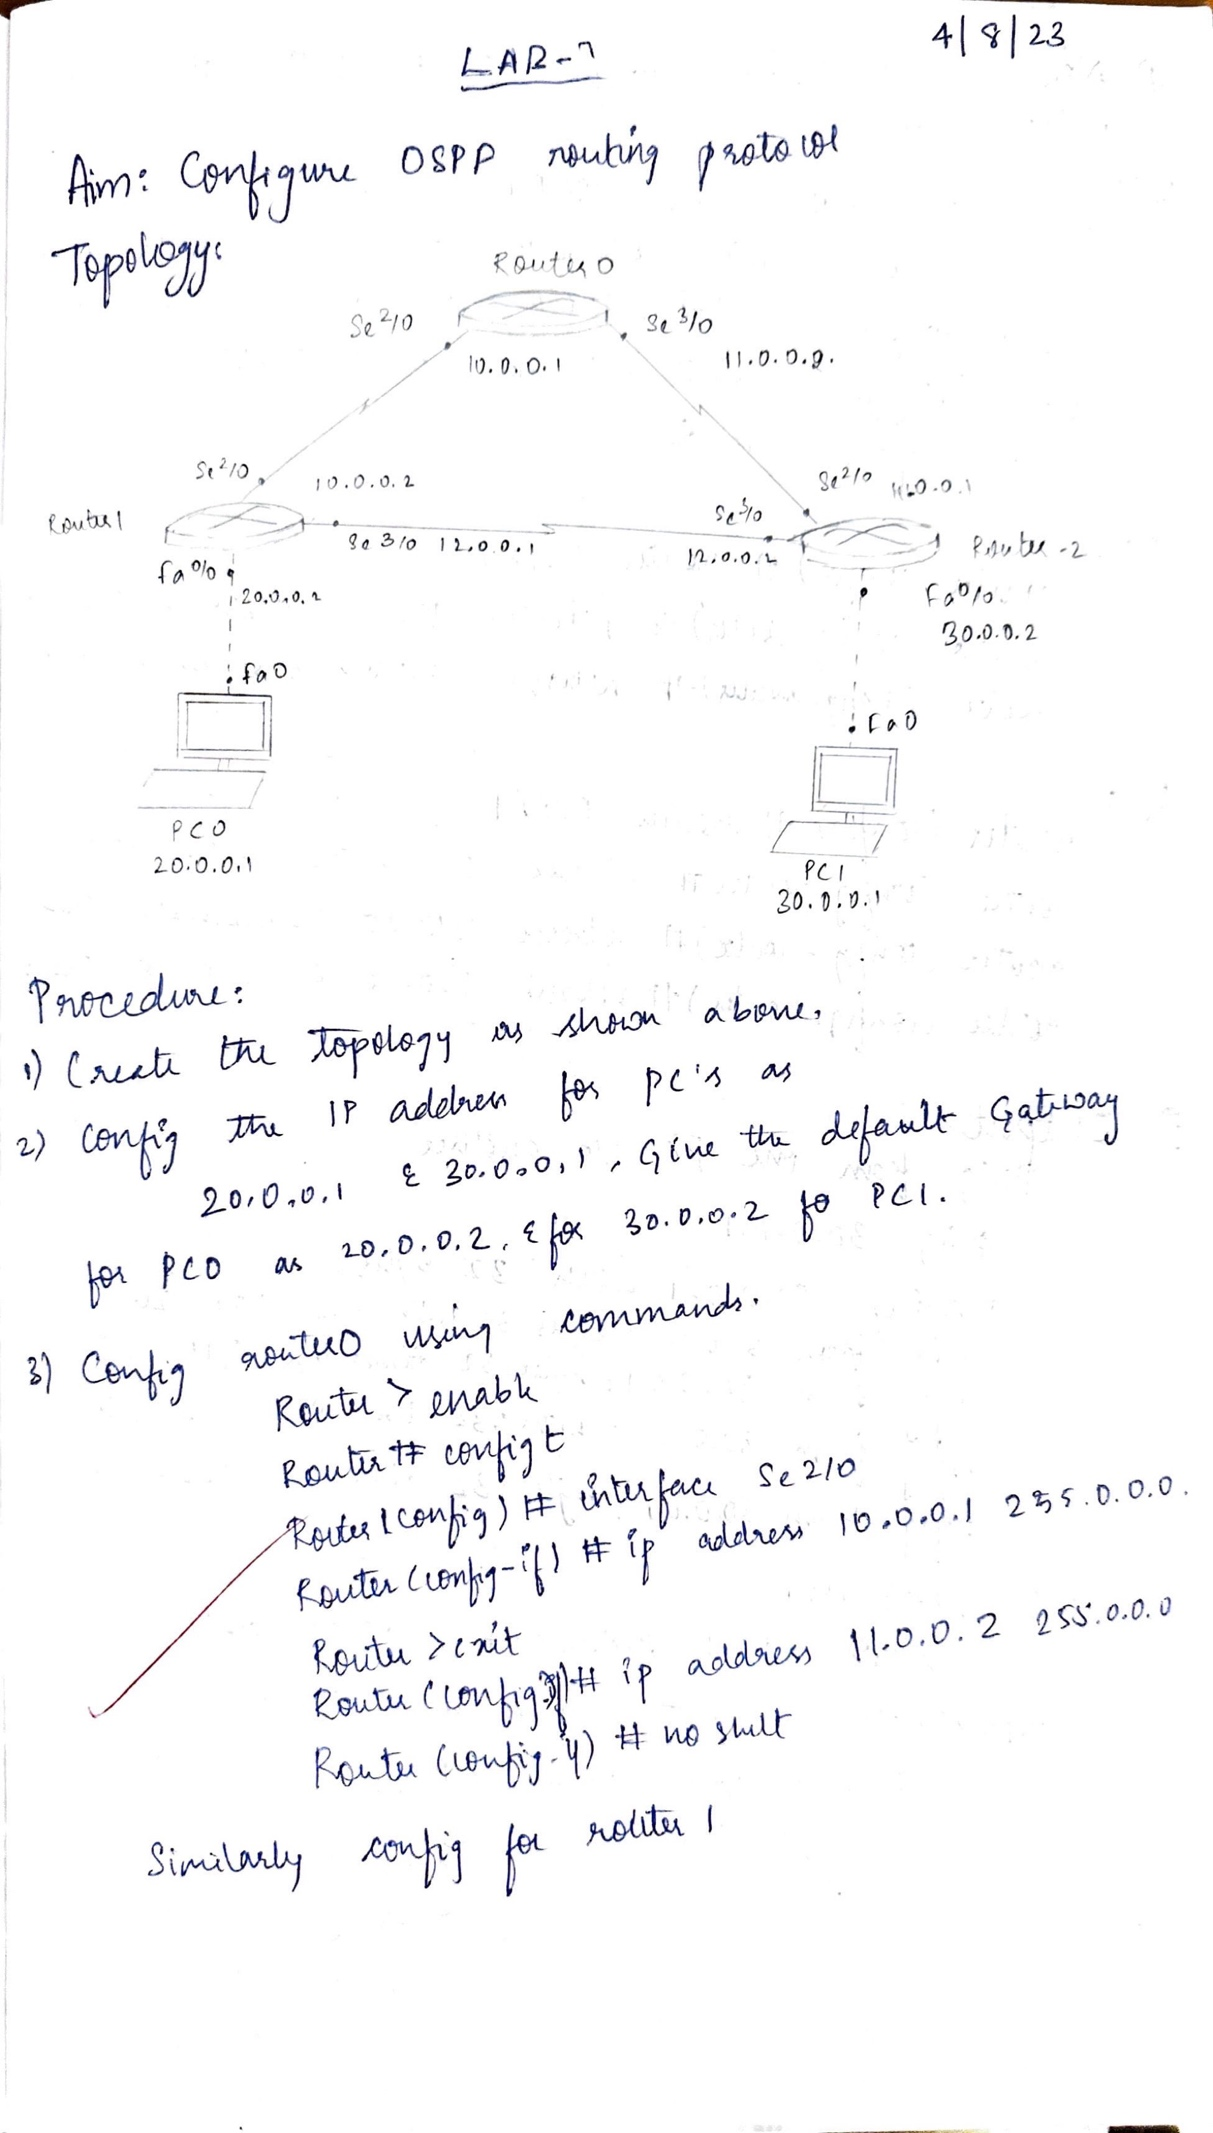 4/8/23
LAB-7
Aim: Configure OSPP routing protocol
Topology:
Router 0
Se 2/0
Se 3/0
10.0.0.1
11.0.0.2.
Se 2/0
10.0.0.2
Se 2/0
Se 3/0
Router 1
Se 3/0 12.0.0.1
12.0.0.2
Router-2
fa 0/0
20.0.0.2
Fa 0/0
30.0.0.2
fa0
Fa0
PC0
20.0.0.1
PC1
30.0.0.1
Procedure:
1) Create the topology as shown above.
2) config the IP address for PC's as
20.0.0.1 & 30.0.0.1, Give the default Gateway
for PC0 as 20.0.0.2, & for 30.0.0.2 fo PC1.
3) Config router0 using commands.
Router > enable
Router # config t
Router (config) # interface Se 2/0
Router (config-if) # ip address 10.0.0.1 255.0.0.0.
Router > exit
Router (config-if) # ip address 11.0.0.2 255.0.0.0
Router (config-if) # no shut
Similarly config for router 1